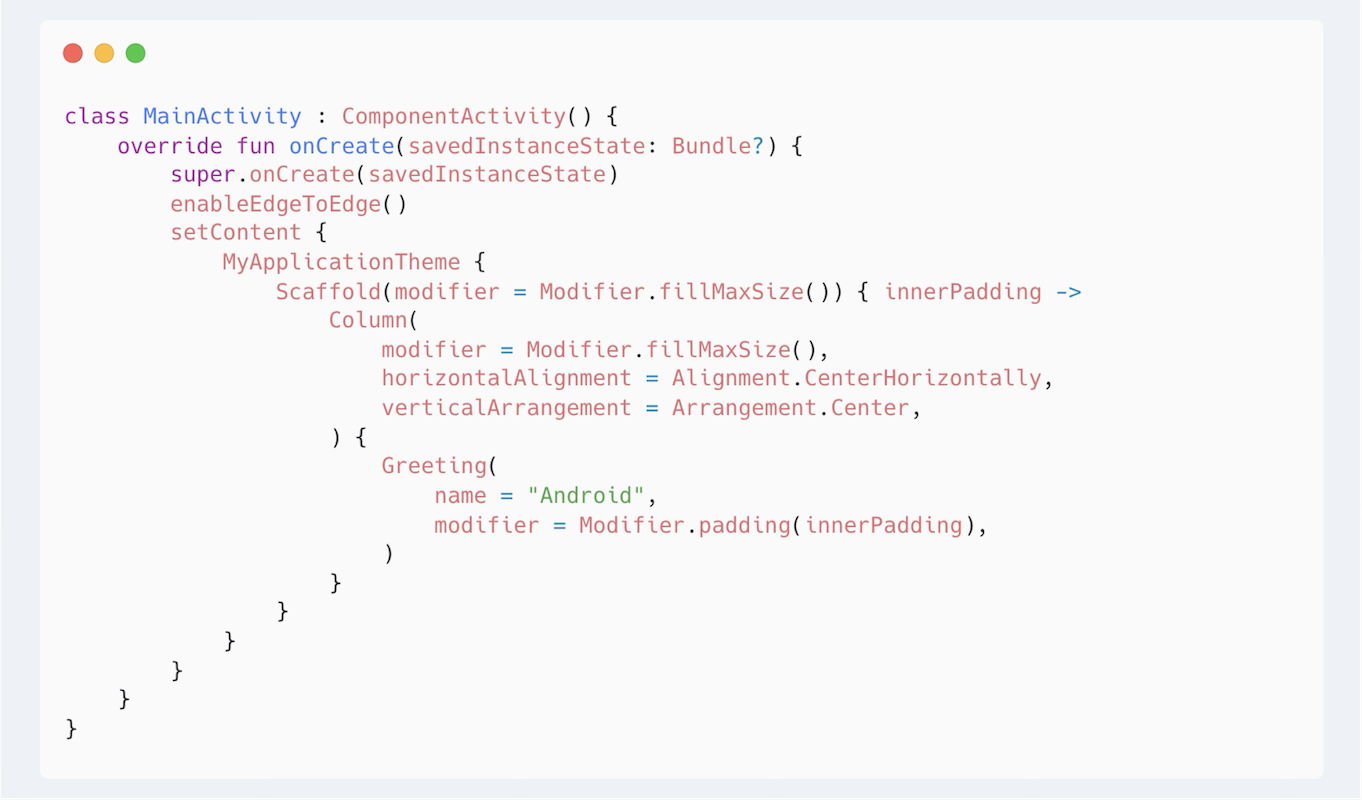 class MainActivity : ComponentActivity() {
    override fun onCreate(savedInstanceState: Bundle?) {
        super.onCreate(savedInstanceState)
        enableEdgeToEdge()
        setContent {
            MyApplicationTheme {
                Scaffold(modifier = Modifier.fillMaxSize()) { innerPadding ->
                    Column(
                        modifier = Modifier.fillMaxSize(),
                        horizontalAlignment = Alignment.CenterHorizontally,
                        verticalArrangement = Arrangement.Center,
                    ) {
                        Greeting(
                            name = "Android",
                            modifier = Modifier.padding(innerPadding),
                        )
                    }
                }
            }
        }
    }
}